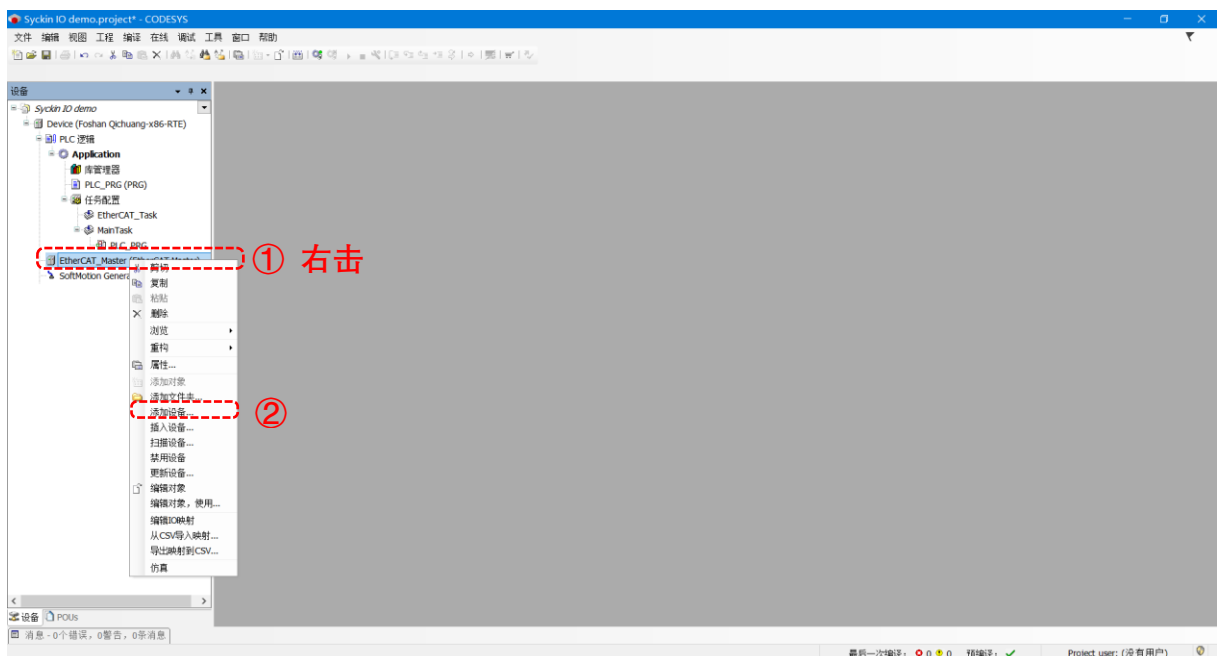 Syckin IO demo.project* - CODESYS
文件 编辑 视图 工程 编译 在线 调试 工具 窗口 帮助
设备
Syckin IO demo
Device (Foshan Qichuang-x86-RTE)
PLC 逻辑
Application
库管理器
PLC_PRG (PRG)
任务配置
EtherCAT_Task
MainTask
PLC_PRG
EtherCAT_Master (EtherCAT Master)
① 右击
SoftMotion Genera
剪切
复制
粘贴
删除
浏览
重构
属性...
添加对象
添加文件夹...
添加设备...
②
插入设备...
扫描设备...
禁用设备
更新设备...
编辑对象
编辑对象，使用...
编辑IO映射
从CSV导入映射...
导出映射到CSV...
仿真
设备 POUs
消息 - 0个错误，0警告，0条消息
最后一次编译： 0 0 预编译： Project user: (没有用户)